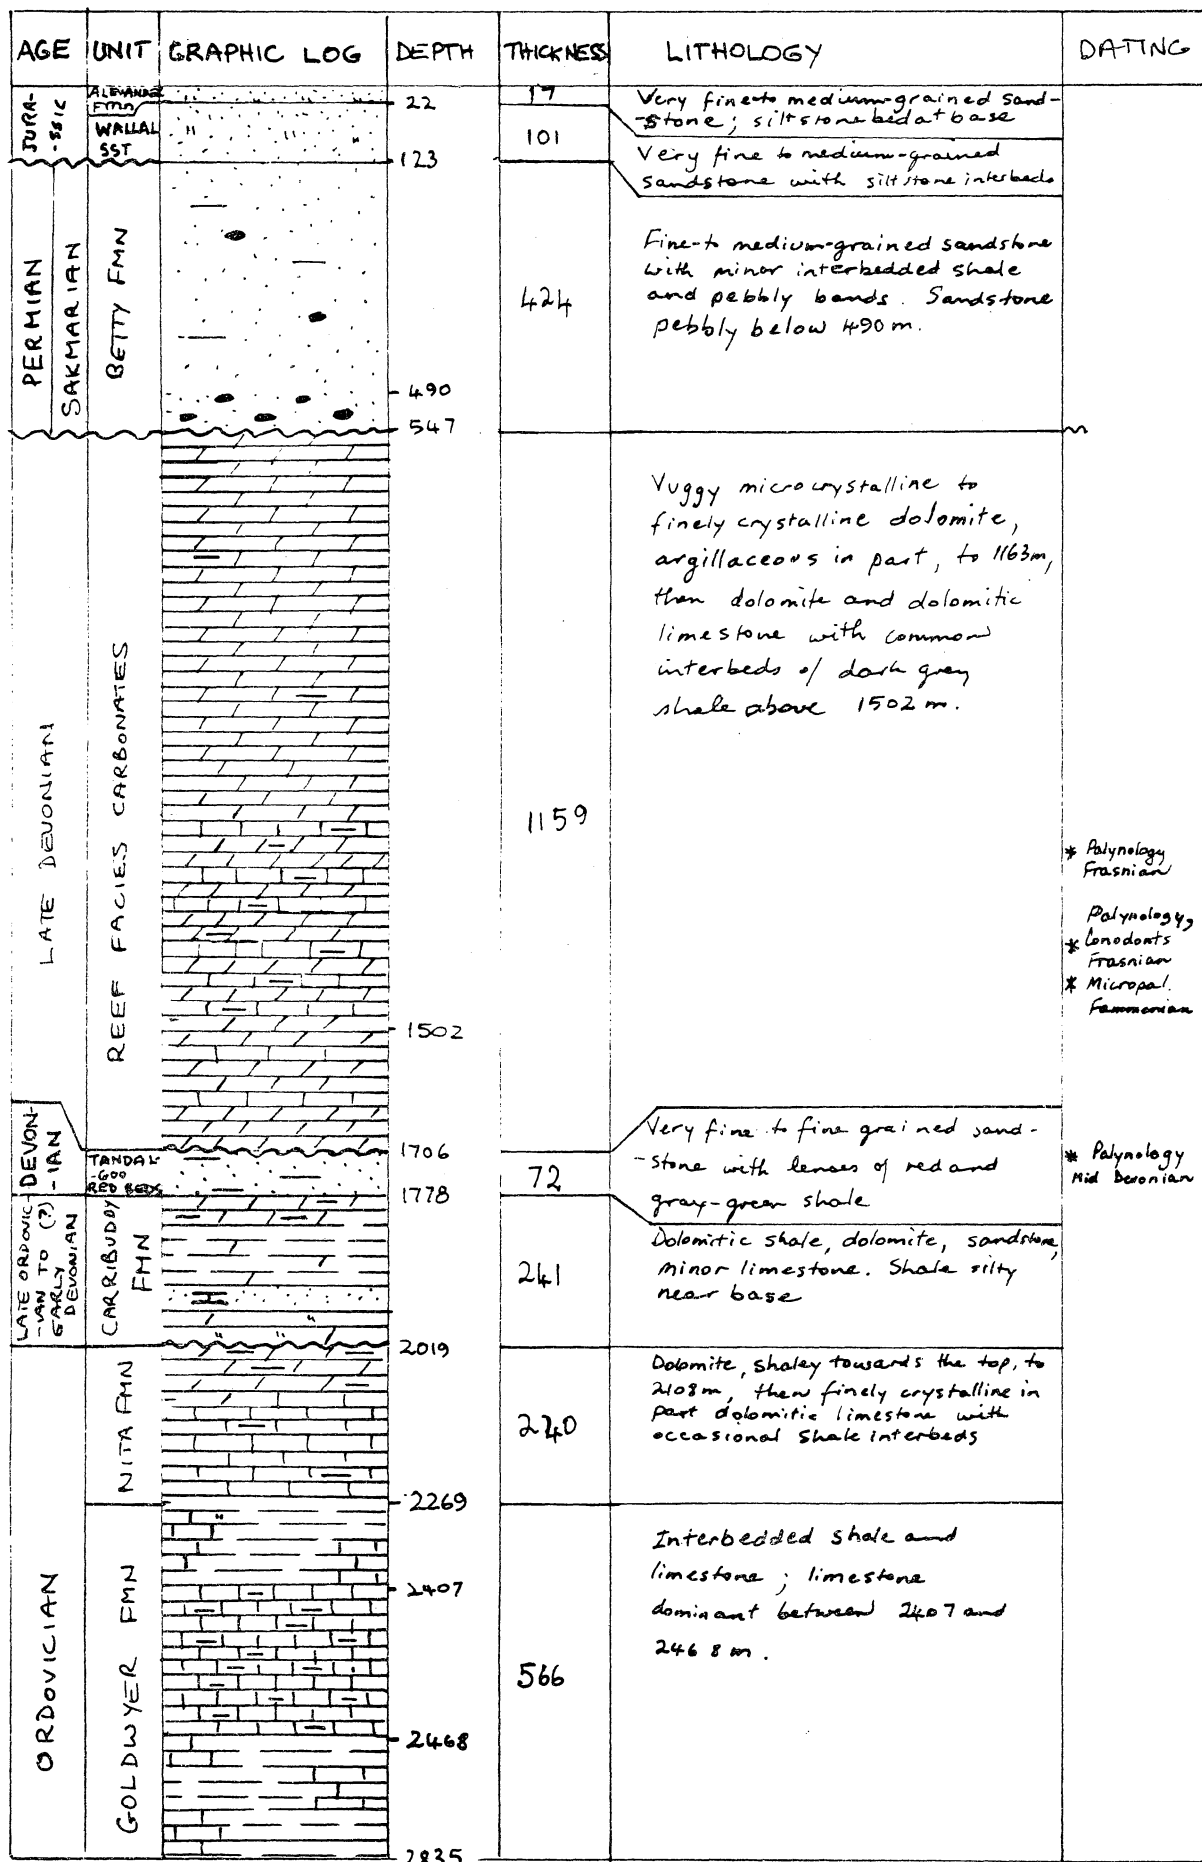 AGE UNIT GRAPHIC LOG DEPTH THICKNESS LITHOLOGY DATING
JURA-
-SSIC
ALEXANDER
FMN
22
17
Very fine to medium-grained sand-
-stone; siltstone bed at base
WALLAL
SST
123
101
Very fine to medium-grained
sandstone with siltstone interbeds
PERMIAN
SAKMARIAN
BETTY FMN
490
547
424
Fine-to medium-grained sandstone
with minor interbedded shale
and pebbly bands. Sandstone
pebbly below 490 m.
LATE DEVONIAN
REEF FACIES CARBONATES
1502
1706
1159
Vuggy microcrystalline to
finely crystalline dolomite,
argillaceous in part, to 1163m,
then dolomite and dolomitic
limestone with common
interbeds of dark grey
shale above 1502 m.
* Palynology
Frasnian
Palynology,
* Conodonts
Frasnian
* Micropal.
Fammenian
DEVON-
-IAN
TANDAL-
-GOO
RED BEDS
1778
72
Very fine to fine grained sand-
-stone with lenses of red and
gray-green shale
* Palynology
Mid Devonian
LATE ORDOVIC-
-IAN TO (?)
EARLY
DEVONIAN
CARRIBUDDY
FMN
2019
241
Dolomitic shale, dolomite, sandstone,
minor limestone. Shale silty
near base
ORDOVICIAN
NITA FMN
2269
Dolomite, shaley towards the top, to
2108m, then finely crystalline in
part dolomitic limestone with
occasional shale interbeds
GOLDWYER FMN
2407
2468
2835
566
Interbedded shale and
limestone ; limestone
dominant between 2407 and
2468 m.